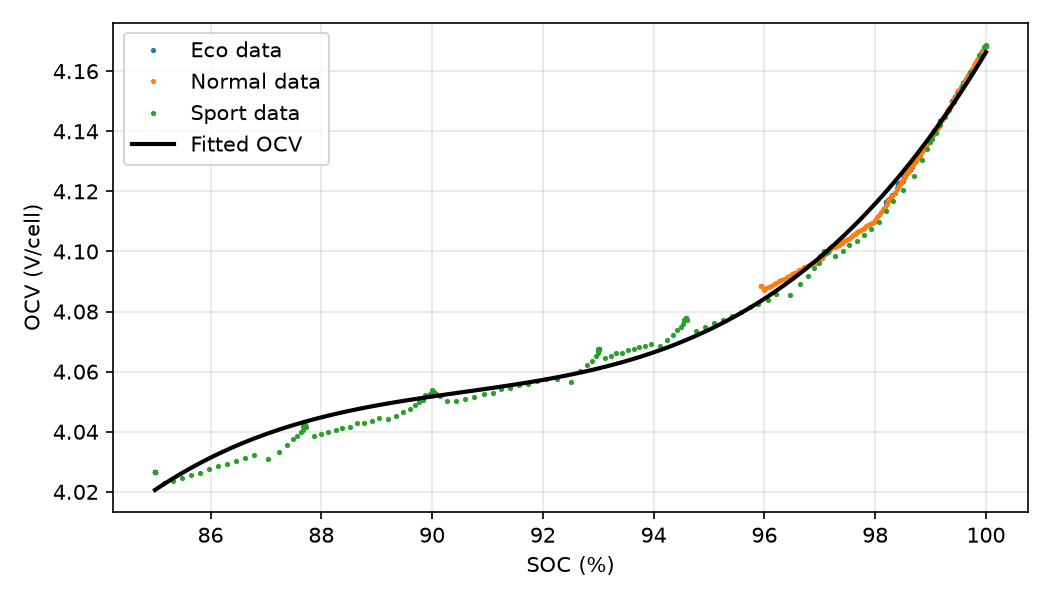 Eco data
Normal data
Sport data
Fitted OCV
OCV (V/cell)
4.16
4.14
4.12
4.10
4.08
4.06
4.04
4.02
86 88 90 92 94 96 98 100
SOC (%)